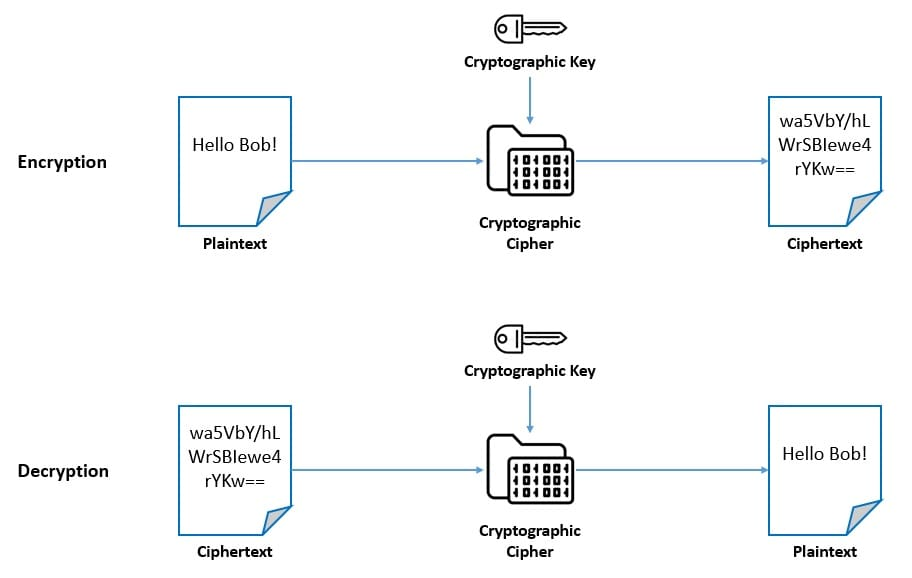 Cryptographic Key
Encryption
Hello Bob!
wa5VbY/hL
WrSBIewe4
rYKw==
Plaintext
Cryptographic
Cipher
Ciphertext
Cryptographic Key
Decryption
wa5VbY/hL
WrSBIewe4
rYKw==
Hello Bob!
Ciphertext
Cryptographic
Cipher
Plaintext